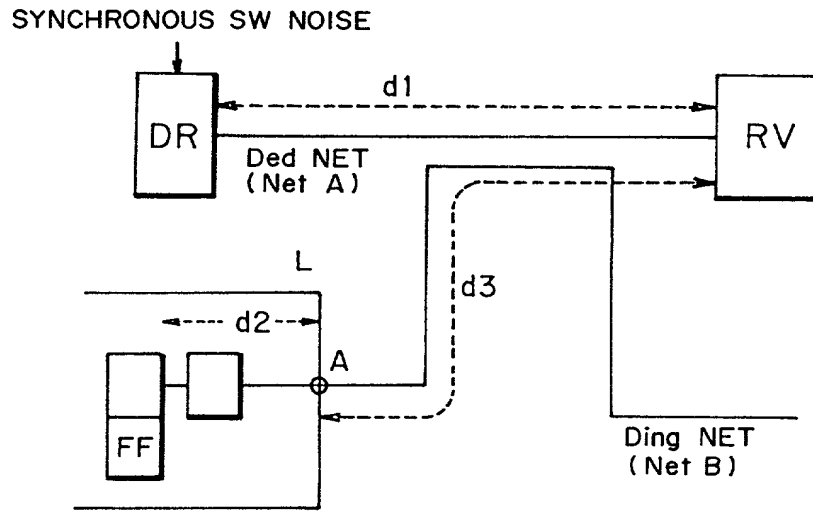 SYNCHRONOUS SW NOISE
d1
DR
RV
Ded NET
(Net A)
L
d3
d2
A
FF
Ding NET
(Net B)